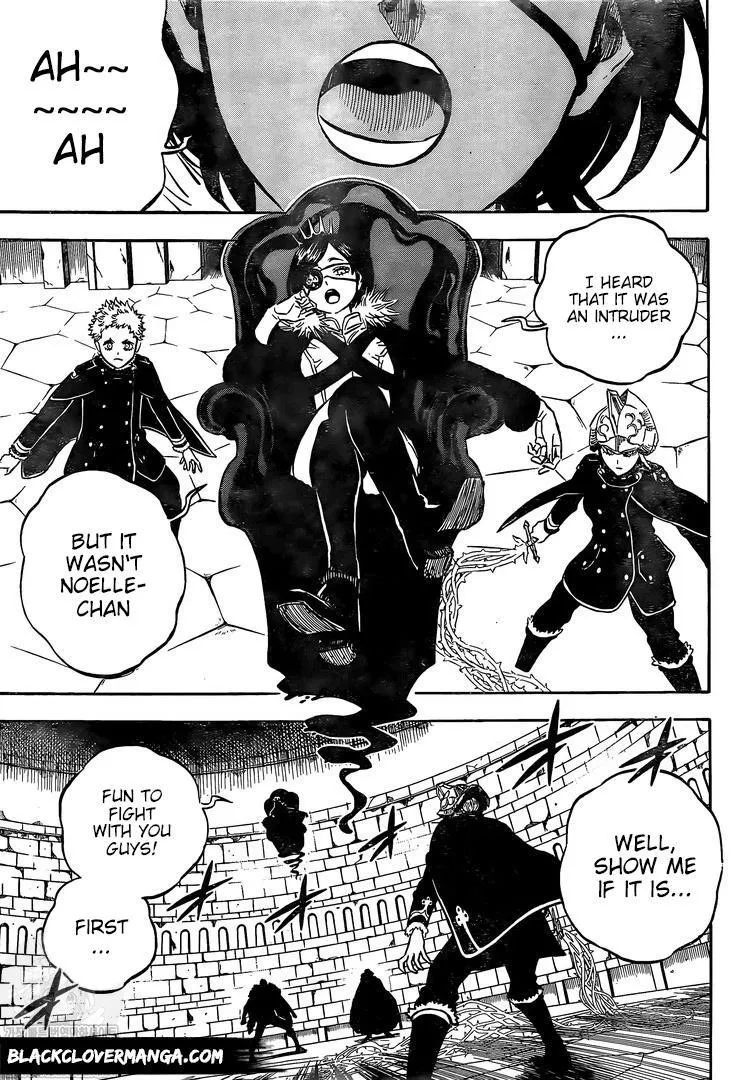 AH~~
~~~~
AH
I HEARD
THAT IT WAS
AN INTRUDER
...
BUT IT
WASN'T
NOELLE-
CHAN
WELL,
SHOW ME
IF IT IS...
FUN TO
FIGHT
WITH YOU
GUYS!
FIRST
...
BLACKCLOVERMANGA.COM